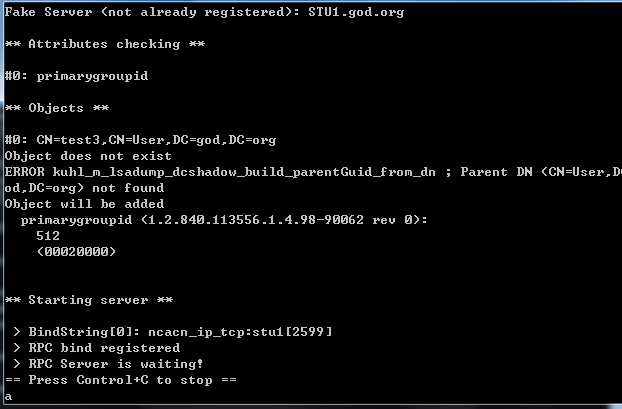 Fake Server (not already registered): STU1.god.org
** Attributes checking **
#0: primarygroupid
** Objects **
#0: CN=test3,CN=User,DC=god,DC=org
Object does not exist
ERROR kuhl_m_lsadump_dcshadow_build_parentGuid_from_dn ; Parent DN (CN=User,D
od,DC=org) not found
Object will be added
primarygroupid (1.2.840.113556.1.4.98-90062 rev 0):
512
(00020000)
** Starting server **
> BindString[0]: ncacn_ip_tcp:stu1[2599]
> RPC bind registered
> RPC Server is waiting!
== Press Control+C to stop ==
a